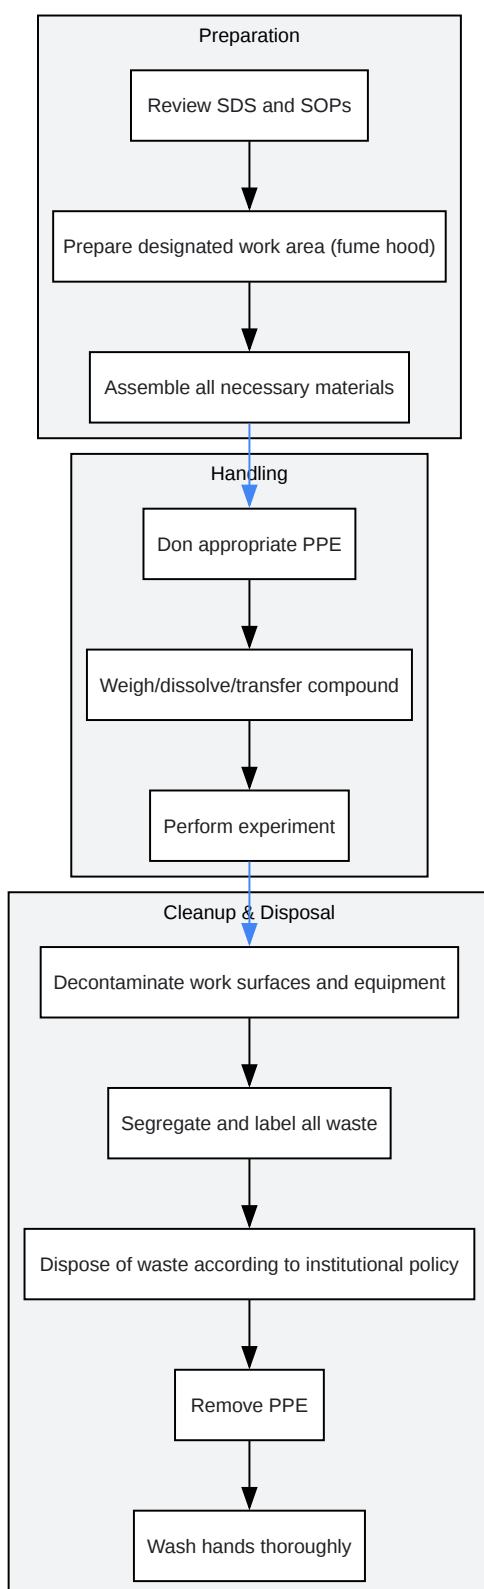 Preparation
Review SDS and SOPs
Prepare designated work area (fume hood)
Assemble all necessary materials
Handling
Don appropriate PPE
Weigh/dissolve/transfer compound
Perform experiment
Cleanup & Disposal
Decontaminate work surfaces and equipment
Segregate and label all waste
Dispose of waste according to institutional policy
Remove PPE
Wash hands thoroughly